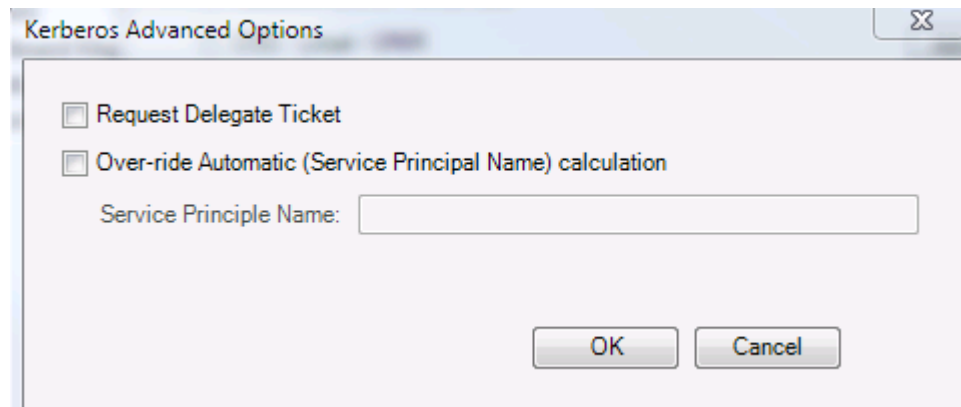 Kerberos Advanced Options
Request Delegate Ticket
Over-ride Automatic (Service Principal Name) calculation
Service Principle Name:
OK Cancel